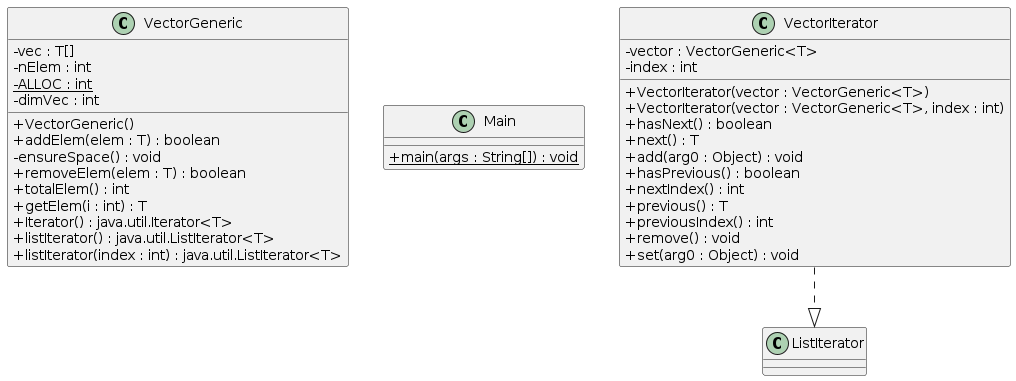 VectorGeneric
-vec : T[]
-nElem : int
-ALLOC : int
-dimVec : int
+VectorGeneric()
+addElem(elem : T) : boolean
-ensureSpace() : void
+removeElem(elem : T) : boolean
+totalElem() : int
+getElem(i : int) : T
+Iterator() : java.util.Iterator<T>
+listIterator() : java.util.ListIterator<T>
+listIterator(index : int) : java.util.ListIterator<T>
Main
+main(args : String[]) : void
VectorIterator
-vector : VectorGeneric<T>
-index : int
+VectorIterator(vector : VectorGeneric<T>)
+VectorIterator(vector : VectorGeneric<T>, index : int)
+hasNext() : boolean
+next() : T
+add(arg0 : Object) : void
+hasPrevious() : boolean
+nextIndex() : int
+previous() : T
+previousIndex() : int
+remove() : void
+set(arg0 : Object) : void
ListIterator